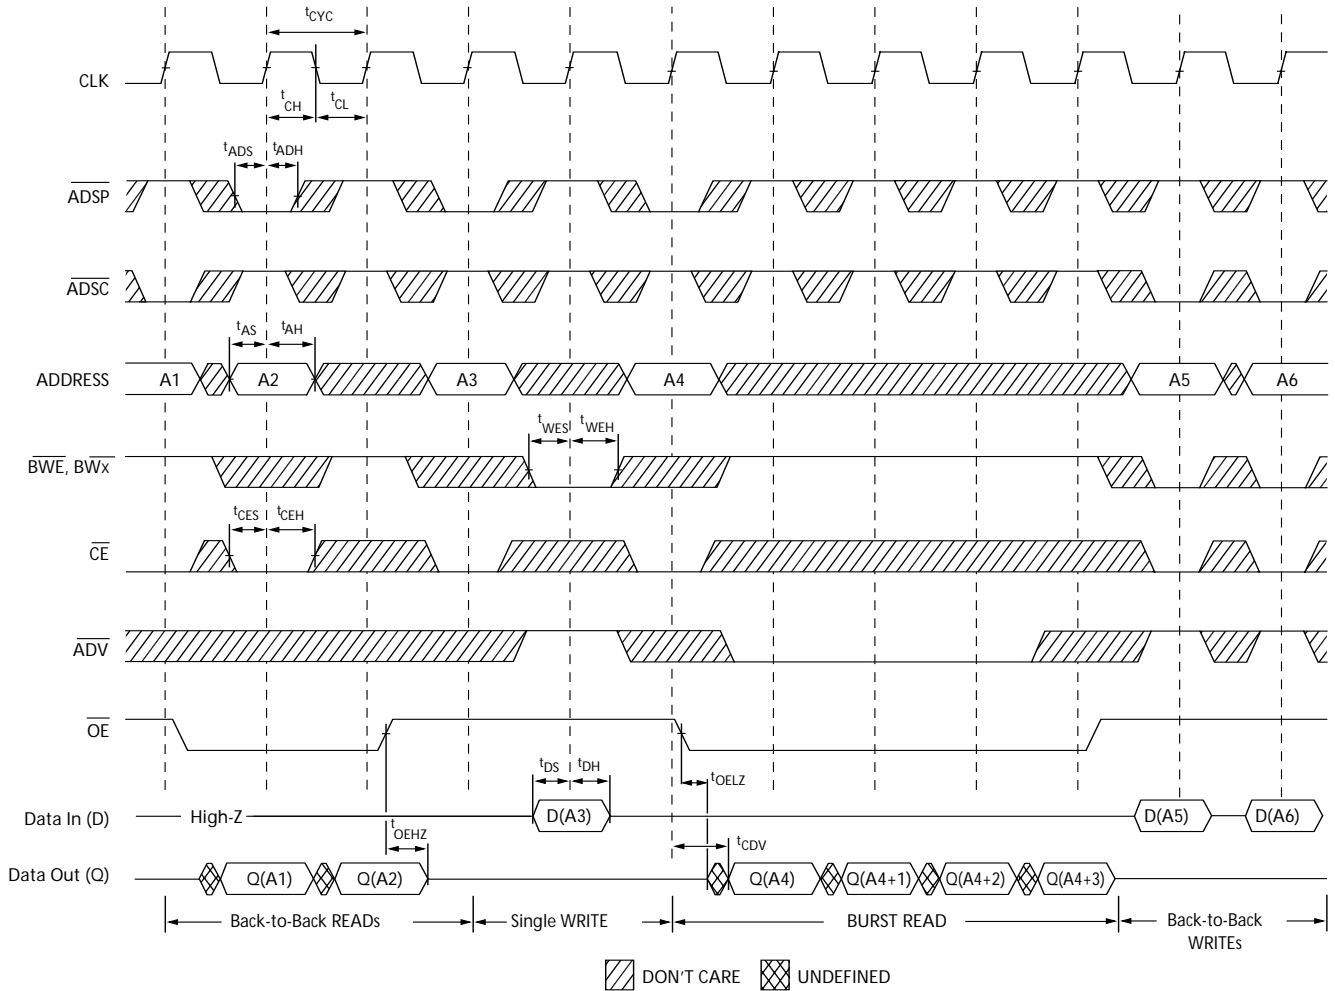 tCYC
CLK
tCH
tCL
tADS
tADH
ADSP
ADSC
tAS
tAH
ADDRESS
A1
A2
A3
A4
A5
A6
tWES
tWEH
BWE, BWx
tCES
tCEH
CE
ADV
OE
tDS
tDH
tOELZ
Data In (D)
High-Z
D(A3)
D(A5)
D(A6)
tOEHZ
tCDV
Data Out (Q)
Q(A1)
Q(A2)
Q(A4)
Q(A4+1)
Q(A4+2)
Q(A4+3)
Back-to-Back READs
Single WRITE
BURST READ
Back-to-Back
WRITEs
DON'T CARE
UNDEFINED